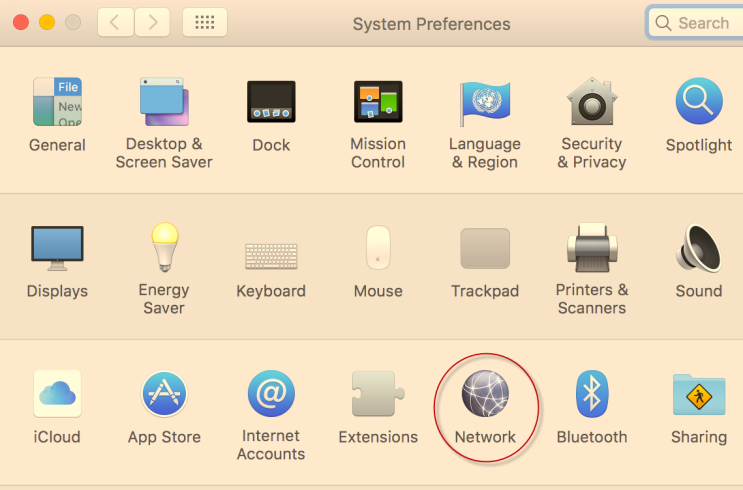 System Preferences
Search
File
New
Ope
General
Desktop &
Screen Saver
Dock
Mission
Control
Language
& Region
Security
& Privacy
Spotlight
Displays
Energy
Saver
Keyboard
Mouse
Trackpad
Printers &
Scanners
Sound
iCloud
App Store
Internet
Accounts
Extensions
Network
Bluetooth
Sharing